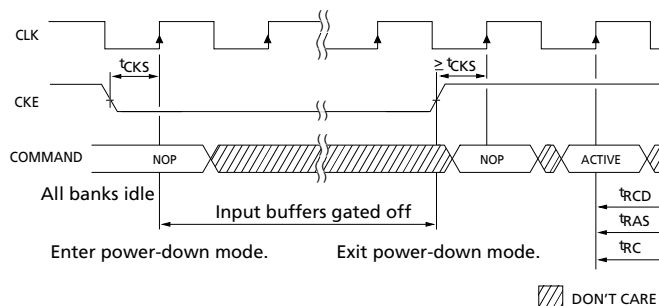 CLK
tCKS
≥ tCKS
CKE
COMMAND
NOP
NOP
ACTIVE
All banks idle
Input buffers gated off
tRCD
tRAS
tRC
Enter power-down mode.
Exit power-down mode.
DON'T CARE